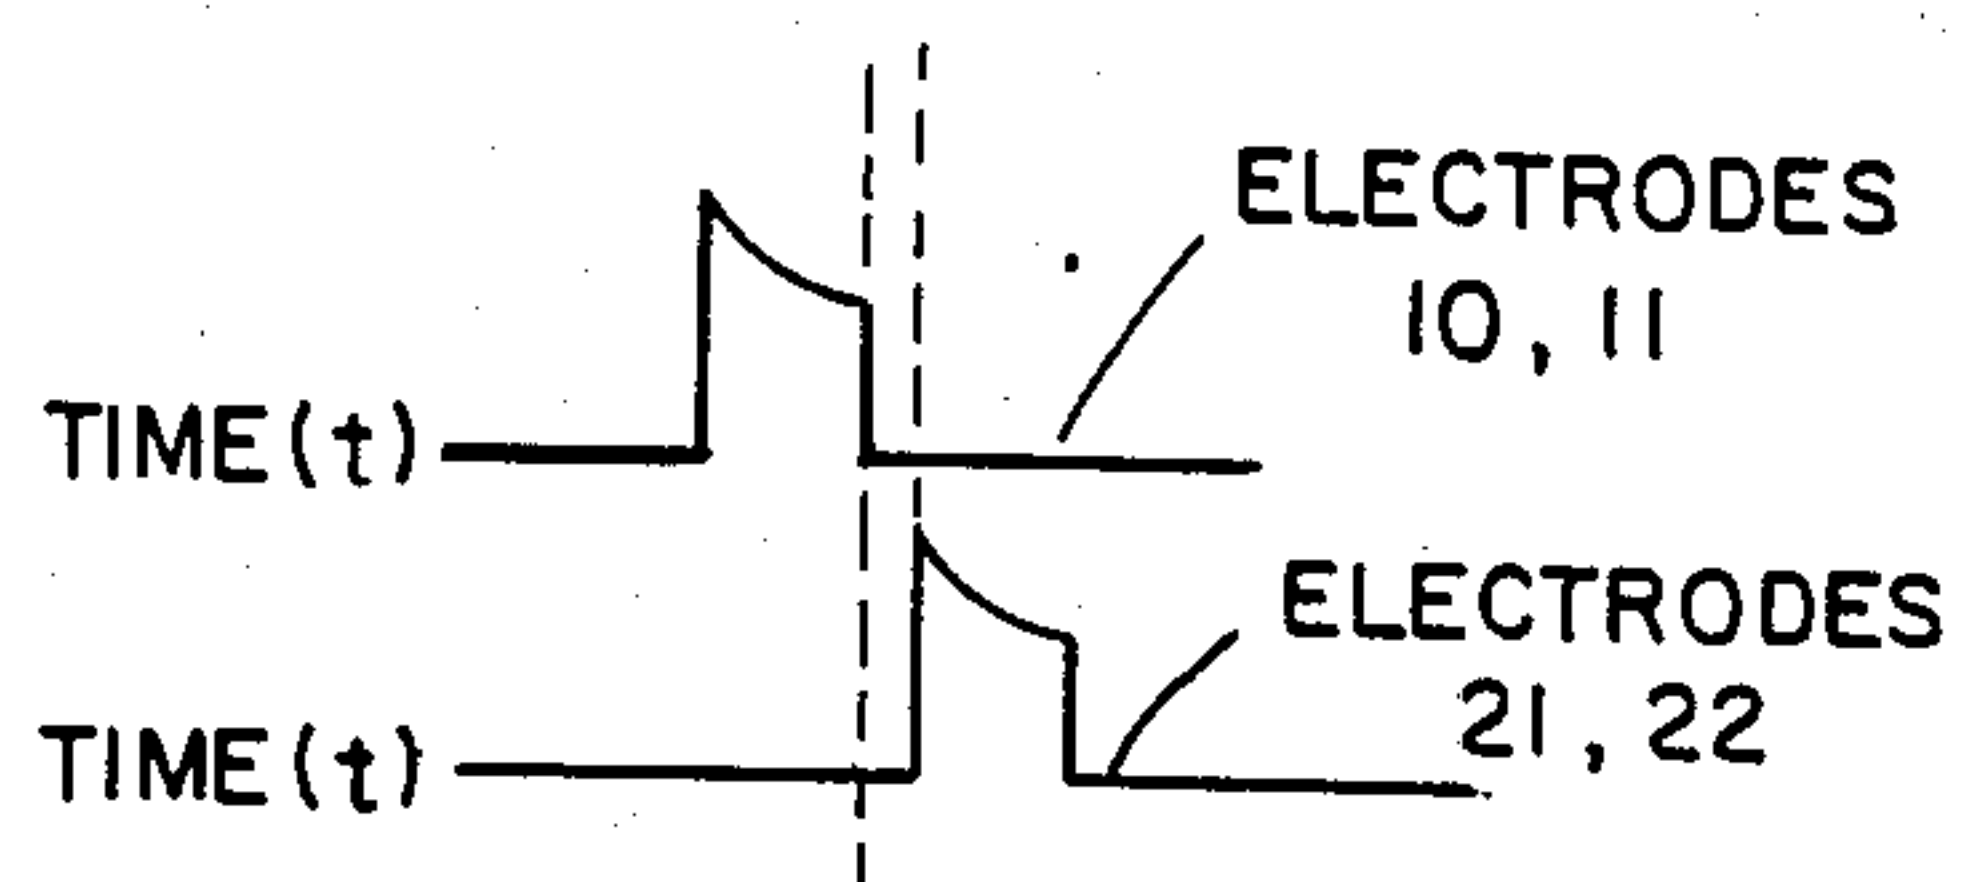 ELECTRODES
10, 11
TIME(t)
ELECTRODES
21, 22
TIME(t)